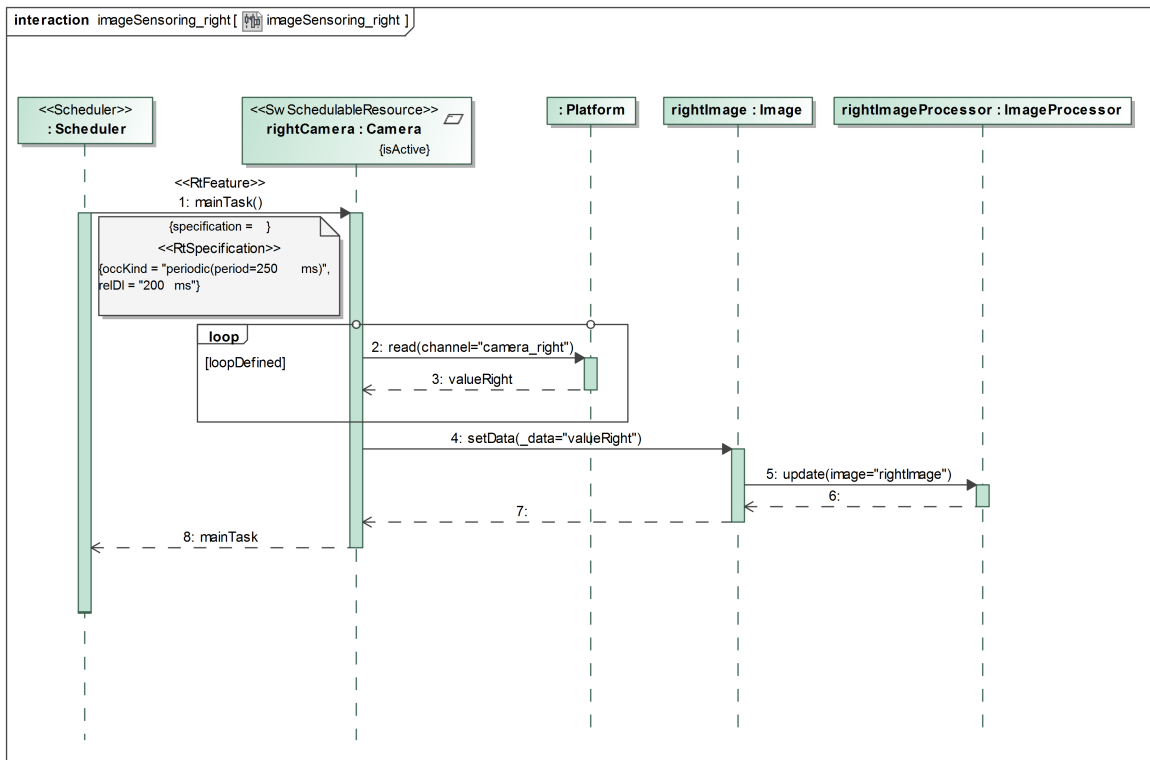 interaction imageSensoring_right [ imageSensoring_right ]
<<Scheduler>>
: Scheduler
<<SwSchedulableResource>>
rightCamera : Camera
{isActive}
: Platform
rightImage : Image
rightImageProcessor : ImageProcessor
<<RtFeature>>
1: mainTask()
{specification = }
<<RtSpecification>>
{occKind = "periodic(period=250 ms)",
relDl = "200 ms"}
loop
[loopDefined]
2: read(channel="camera_right")
3: valueRight
4: setData(_data="valueRight")
5: update(image="rightImage")
6:
7:
8: mainTask